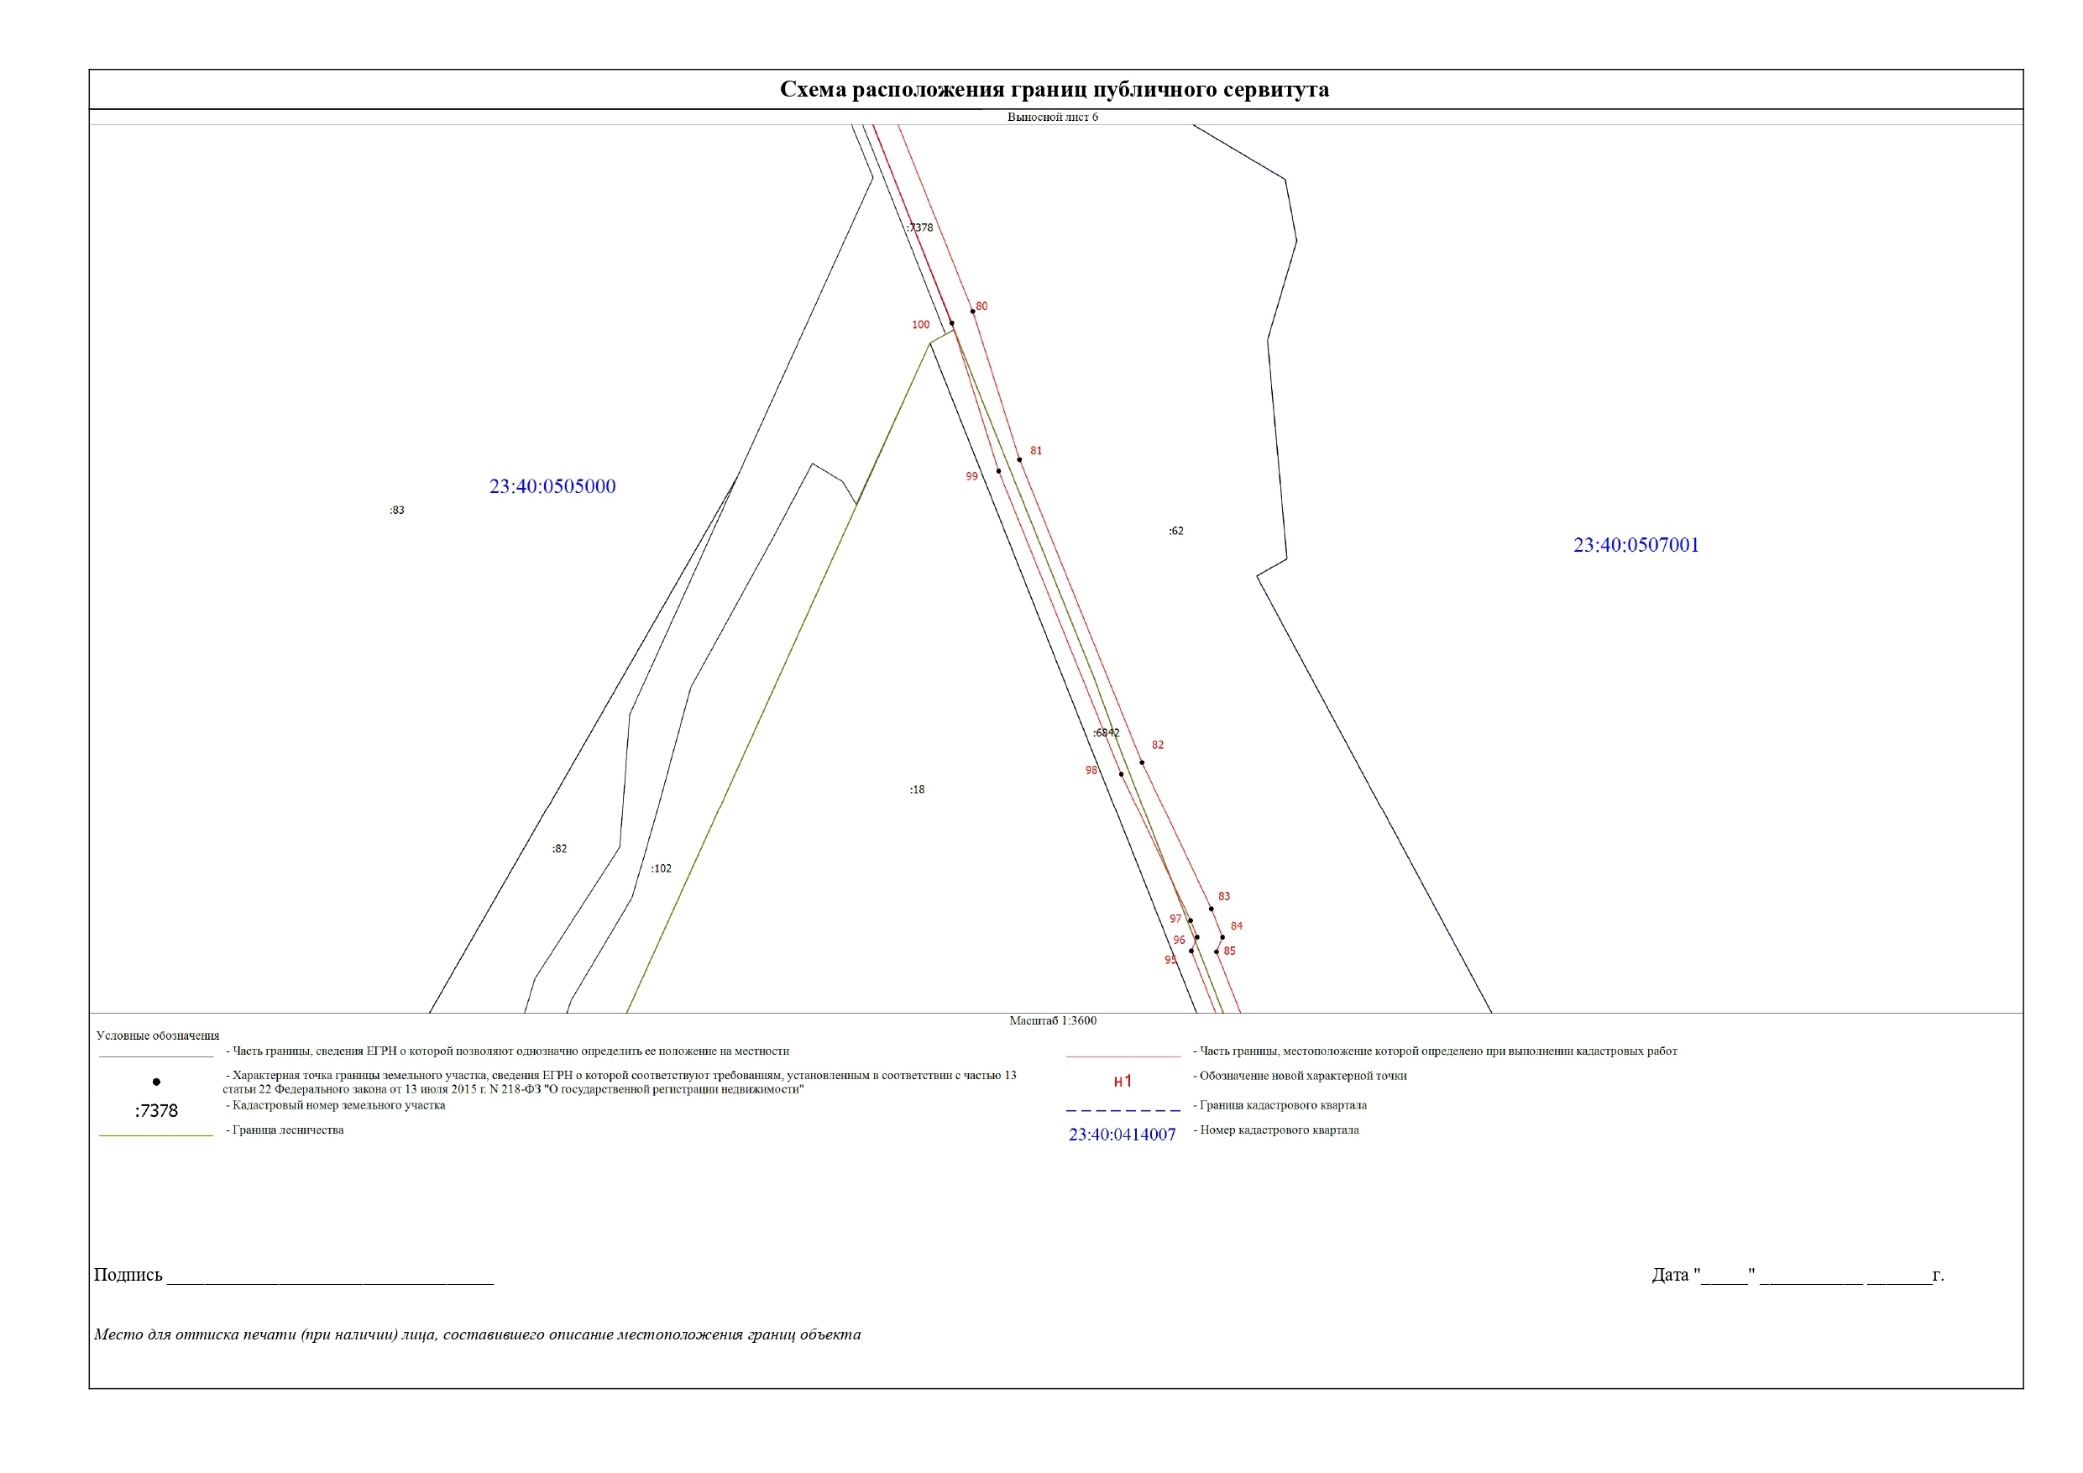 Схема расположения границ публичного сервитута
Выносной лист 6
:7378
80
100
81
99
23:40:0505000
:83
:62
23:40:0507001
:6842
82
98
:18
:82
:102
83
97
84
96
85
95
Масштаб 1:3600
Условные обозначения
- Часть границы, сведения ЕГРН о которой позволяют однозначно определить ее положение на местности
- Характерная точка границы земельного участка, сведения ЕГРН о которой соответствуют требованиям, установленным в соответствии с частью 13
статьи 22 Федерального закона от 13 июля 2015 г. N 218-ФЗ "О государственной регистрации недвижимости"
:7378 - Кадастровый номер земельного участка
- Граница лесничества
- Часть границы, местоположение которой определено при выполнении кадастровых работ
н1 - Обозначение новой характерной точки
- Граница кадастрового квартала
23:40:0414007 - Номер кадастрового квартала
Подпись ___________________________________
Дата "_____" ___________ _______г.
Место для оттиска печати (при наличии) лица, составившего описание местоположения границ объекта